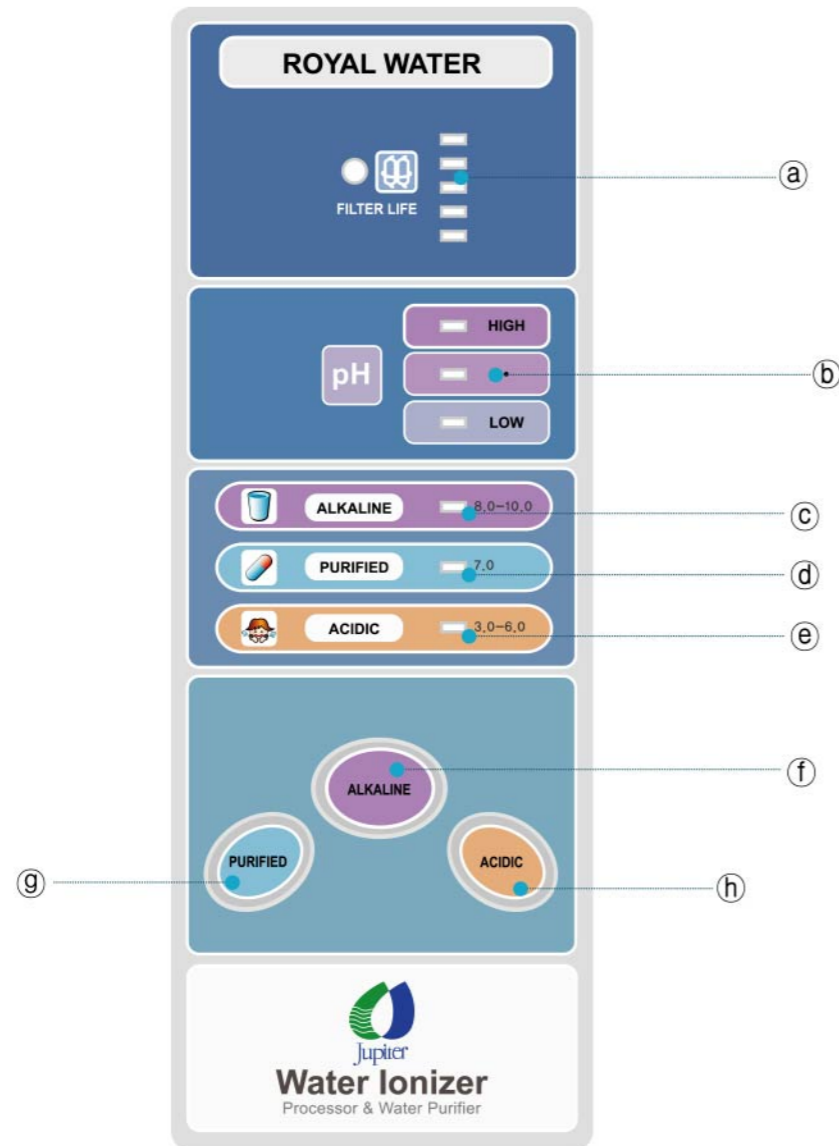 ROYAL WATER
FILTER LIFE
ⓐ
HIGH
pH
ⓑ
LOW
ALKALINE 8.0-10.0
ⓒ
PURIFIED 7.0
ⓓ
ACIDIC 3.0-6.0
ⓔ
ⓕ
ALKALINE
PURIFIED
ACIDIC
ⓖ
ⓗ
Jupiter
Water Ionizer
Processor & Water Purifier